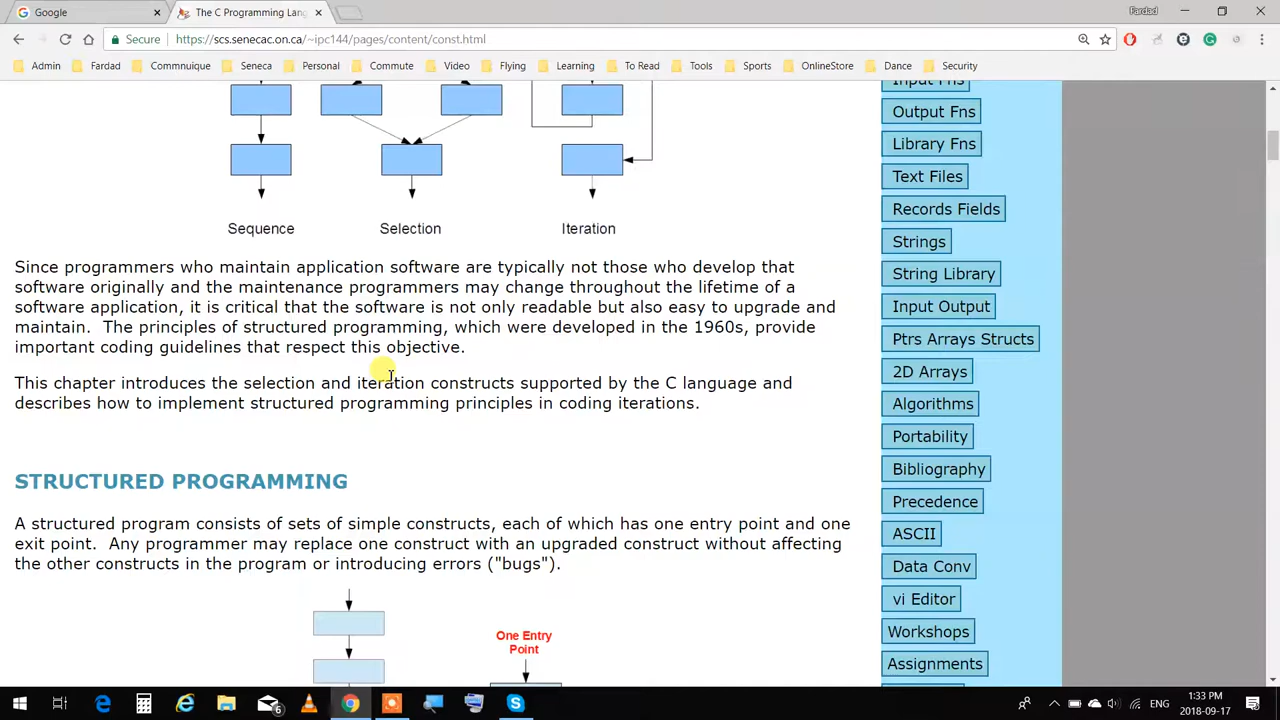 Google
The C Programming Lang
Fardad
Secure
https://scs.senecac.on.ca/~ipc144/pages/content/const.html
Admin
Fardad
Commnuique
Seneca
Personal
Commute
Video
Flying
Learning
To Read
Tools
Sports
OnlineStore
Dance
Security
Sequence
Selection
Iteration
Since programmers who maintain application software are typically not those who develop that
software originally and the maintenance programmers may change throughout the lifetime of a
software application, it is critical that the software is not only readable but also easy to upgrade and
maintain. The principles of structured programming, which were developed in the 1960s, provide
important coding guidelines that respect this objective.
This chapter introduces the selection and iteration constructs supported by the C language and
describes how to implement structured programming principles in coding iterations.
STRUCTURED PROGRAMMING
A structured program consists of sets of simple constructs, each of which has one entry point and one
exit point. Any programmer may replace one construct with an upgraded construct without affecting
the other constructs in the program or introducing errors ("bugs").
One Entry
Point
Input Fns
Output Fns
Library Fns
Text Files
Records Fields
Strings
String Library
Input Output
Ptrs Arrays Structs
2D Arrays
Algorithms
Portability
Bibliography
Precedence
ASCII
Data Conv
vi Editor
Workshops
Assignments
6
ENG
1:33 PM
2018-09-17